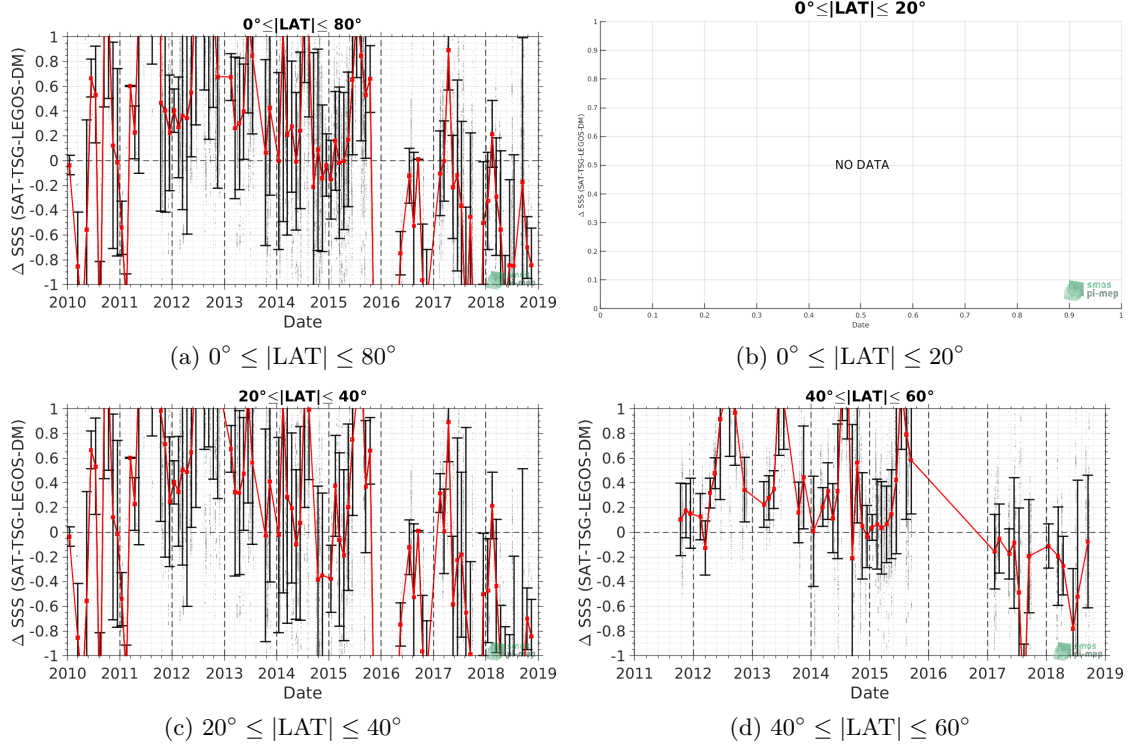 0°≤|LAT|≤ 80°
Δ SSS (SAT-TSG-LEGOS-DM)
1
0.8
0.6
0.4
0.2
0
-0.2
-0.4
-0.6
-0.8
-1
2010 2011 2012 2013 2014 2015 2016 2017 2018 2019
Date
smos
pi-mep
(a) 0° ≤ |LAT| ≤ 80°
0°≤|LAT|≤ 20°
Δ SSS (SAT-TSG-LEGOS-DM)
1
0.9
0.8
0.7
0.6
0.5
0.4
0.3
0.2
0.1
0
NO DATA
0 0.1 0.2 0.3 0.4 0.5 0.6 0.7 0.8 0.9 1
Date
smos
pi-mep
(b) 0° ≤ |LAT| ≤ 20°
20°≤|LAT|≤ 40°
Δ SSS (SAT-TSG-LEGOS-DM)
1
0.8
0.6
0.4
0.2
0
-0.2
-0.4
-0.6
-0.8
-1
2010 2011 2012 2013 2014 2015 2016 2017 2018 2019
Date
smos
pi-mep
(c) 20° ≤ |LAT| ≤ 40°
40°≤|LAT|≤ 60°
Δ SSS (SAT-TSG-LEGOS-DM)
1
0.8
0.6
0.4
0.2
0
-0.2
-0.4
-0.6
-0.8
-1
2011 2012 2013 2014 2015 2016 2017 2018 2019
Date
smos
pi-mep
(d) 40° ≤ |LAT| ≤ 60°